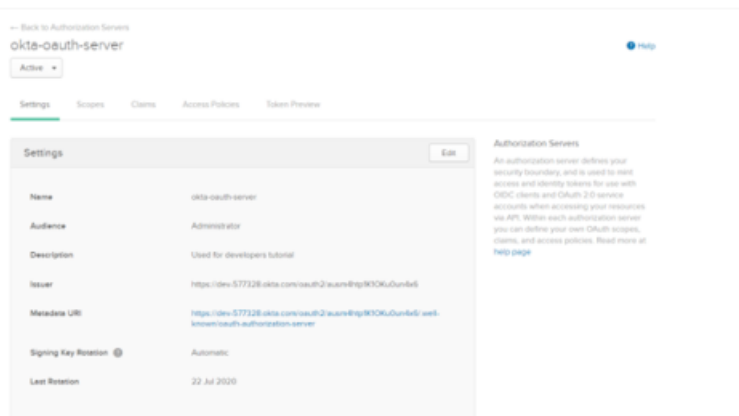 ← Back to Authorization Servers
okta-oauth-server
Help
Active
Settings Scopes Claims Access Policies Token Preview
Settings
Edit
Name okta-oauth-server
Audience Administrator
Description Used for developers tutorial
Issuer
Metadata URI
known/oauth-authorization-server
Signing Key Rotation Automatic
Last Rotation 22 Jul 2020
Authorization Servers
An authorization server defines your
security boundary, and is used to mint
access and identity tokens for use with
OIDC clients and OAuth 2.0 service
accounts when accessing your resources
via API. Within each authorization server
you can define your own OAuth scopes,
claims, and access policies. Read more at
help page